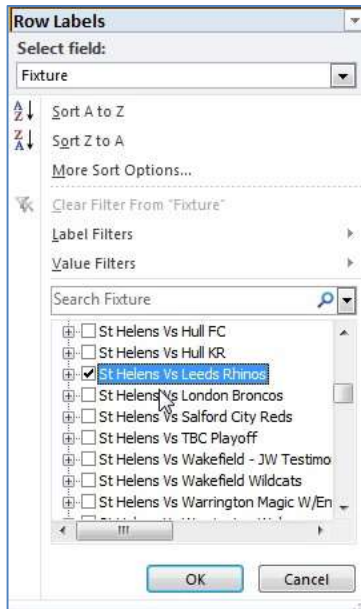 Row Labels
Select field:
Fixture
Sort A to Z
Sort Z to A
More Sort Options...
Clear Filter From "Fixture"
Label Filters
Value Filters
Search Fixture
St Helens Vs Hull FC
St Helens Vs Hull KR
St Helens Vs Leeds Rhinos
St Helens Vs London Broncos
St Helens Vs Salford City Reds
St Helens Vs TBC Playoff
St Helens Vs Wakefield - JW Testimo
St Helens Vs Wakefield Wildcats
St Helens Vs Warrington Magic W/En
OK Cancel